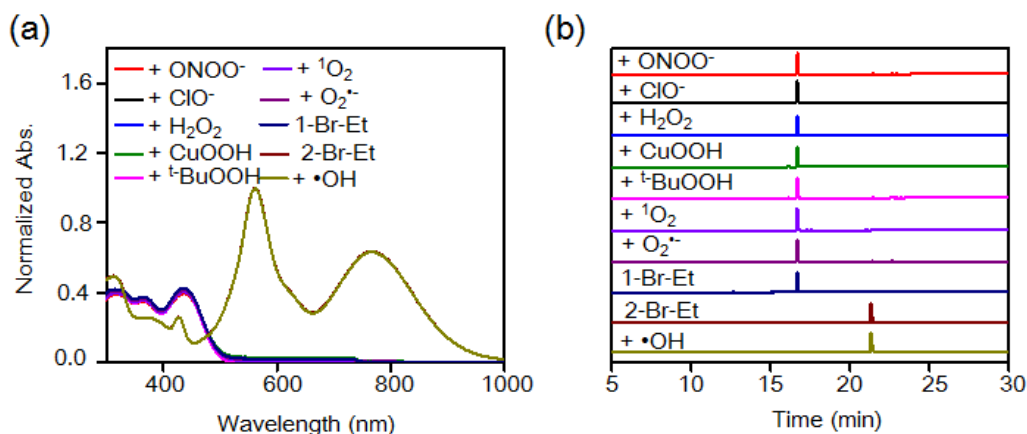 (a)
Normalized Abs.
1.6
1.2
0.8
0.4
0.0
+ ONOO⁻
+ ClO⁻
+ H₂O₂
+ CuOOH
+ ᵗ⁻BuOOH
+ ¹O₂
+ O₂•⁻
1-Br-Et
2-Br-Et
+ •OH
400 600 800 1000
Wavelength (nm)
(b)
+ ONOO⁻
+ ClO⁻
+ H₂O₂
+ CuOOH
+ ᵗ⁻BuOOH
+ ¹O₂
+ O₂•⁻
1-Br-Et
2-Br-Et
+ •OH
5 10 15 20 25 30
Time (min)